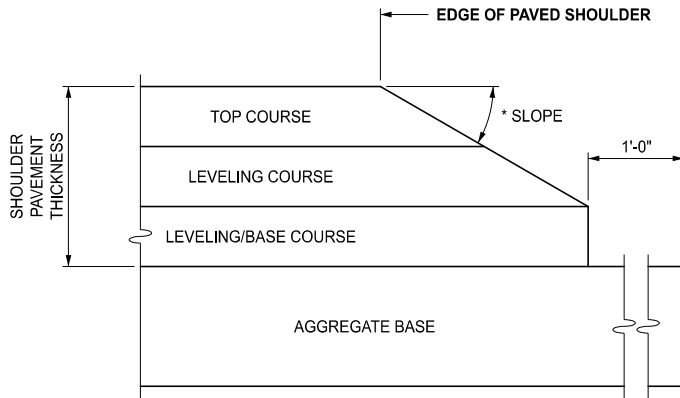 EDGE OF PAVED SHOULDER
TOP COURSE
* SLOPE
1'-0"
SHOULDER
PAVEMENT
THICKNESS
LEVELING COURSE
LEVELING/BASE COURSE
AGGREGATE BASE